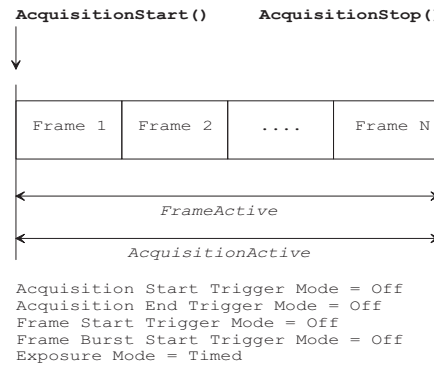 AcquisitionStart() AcquisitionStop()
Frame 1 Frame 2 .... Frame N
FrameActive
AcquisitionActive
Acquisition Start Trigger Mode = Off
Acquisition End Trigger Mode = Off
Frame Start Trigger Mode = Off
Frame Burst Start Trigger Mode = Off
Exposure Mode = Timed